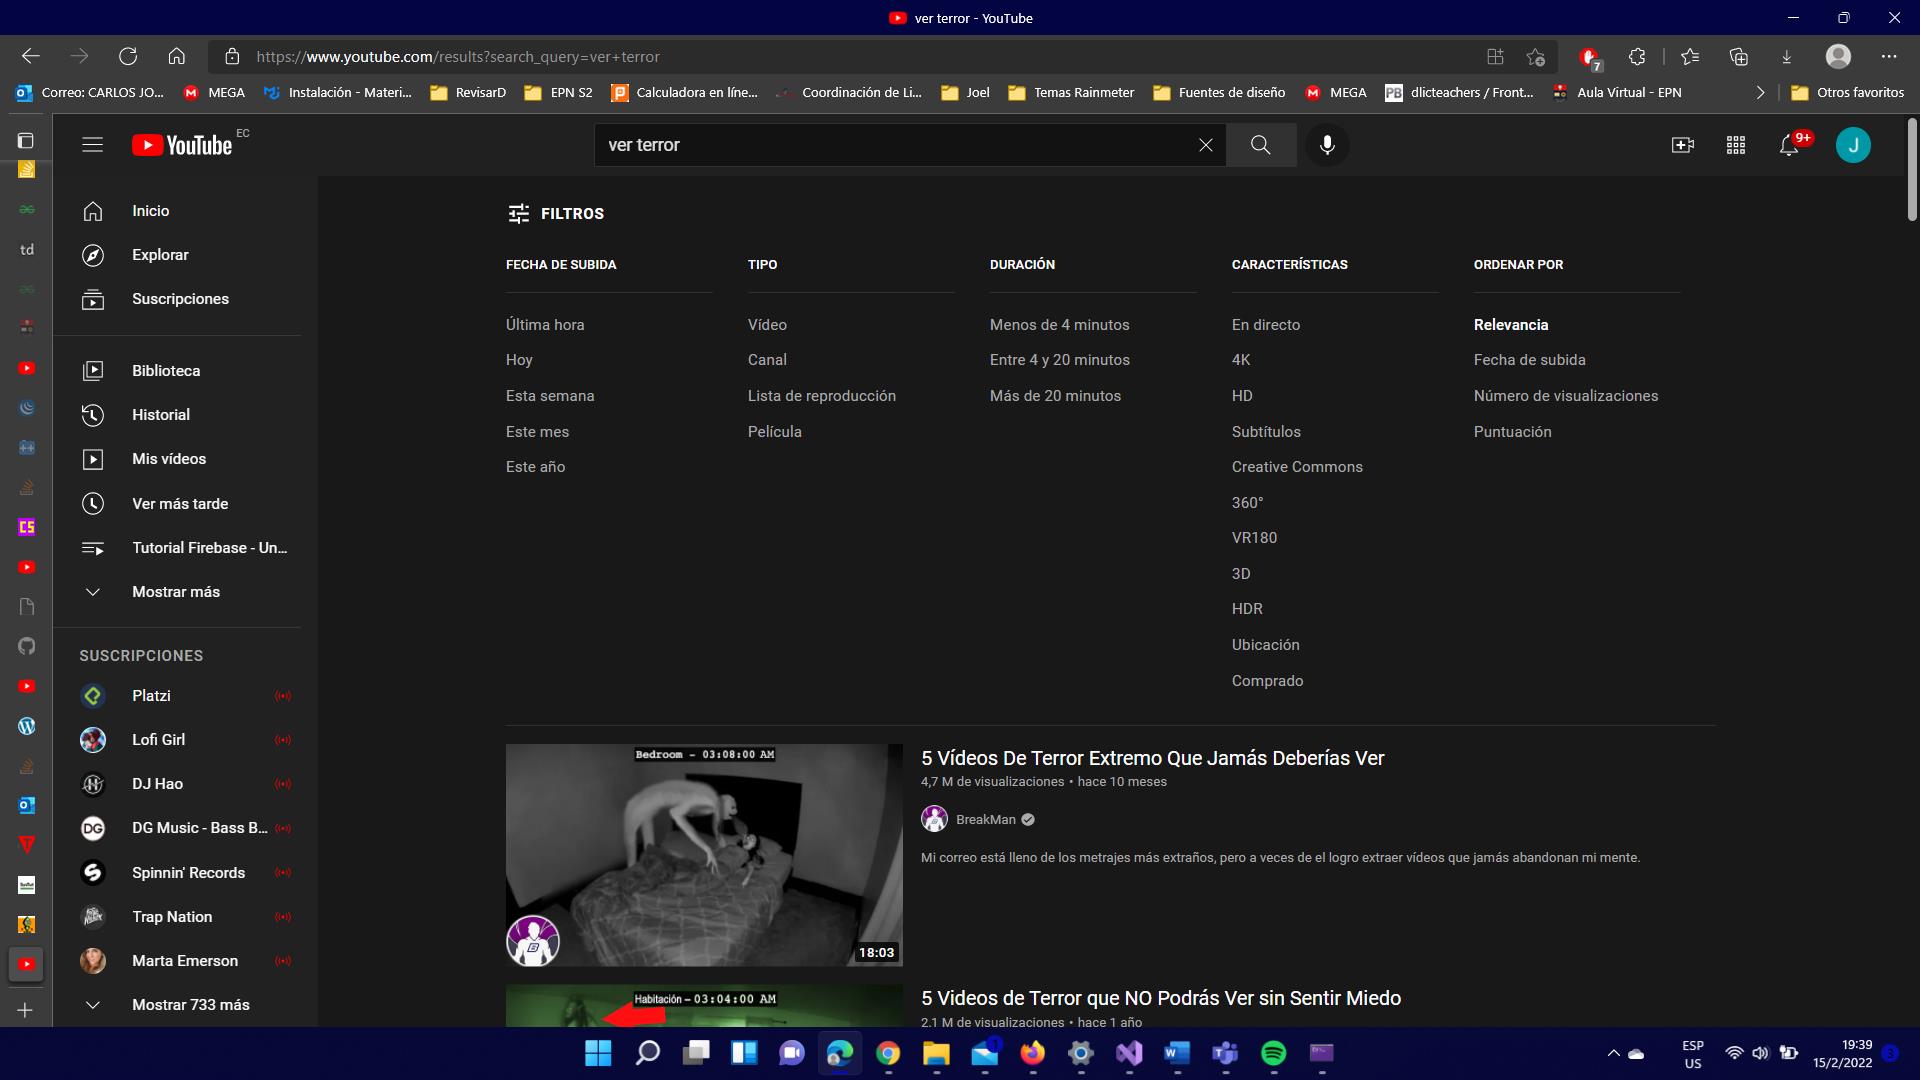 ver terror - YouTube
https://www.youtube.com/results?search_query=ver+terror
7
Correo: CARLOS JO...
MEGA
Instalación - Materi...
RevisarD
EPN S2
Calculadora en líne...
Coordinación de Li...
Joel
Temas Rainmeter
Fuentes de diseño
MEGA
PB
dlicteachers / Front...
Aula Virtual - EPN
Otros favoritos
YouTube EC
ver terror
9+
J
td
CS
Inicio
Explorar
Suscripciones
Biblioteca
Historial
Mis vídeos
Ver más tarde
Tutorial Firebase - Un...
Mostrar más
SUSCRIPCIONES
Platzi
Lofi Girl
DJ Hao
DG
DG Music - Bass B...
Spinnin' Records
Trap Nation
Marta Emerson
Mostrar 733 más
FILTROS
FECHA DE SUBIDA
Última hora
Hoy
Esta semana
Este mes
Este año
TIPO
Vídeo
Canal
Lista de reproducción
Película
DURACIÓN
Menos de 4 minutos
Entre 4 y 20 minutos
Más de 20 minutos
CARACTERÍSTICAS
En directo
4K
HD
Subtítulos
Creative Commons
360°
VR180
3D
HDR
Ubicación
Comprado
ORDENAR POR
Relevancia
Fecha de subida
Número de visualizaciones
Puntuación
Bedroom - 03:08:00 AM
18:03
5 Vídeos De Terror Extremo Que Jamás Deberías Ver
4,7 M de visualizaciones • hace 10 meses
BreakMan
Mi correo está lleno de los metrajes más extraños, pero a veces de el logro extraer vídeos que jamás abandonan mi mente.
Habitación – 03:04:00 AM
5 Videos de Terror que NO Podrás Ver sin Sentir Miedo
2,1 M de visualizaciones • hace 1 año
1
ESP
US
19:39
15/2/2022
3